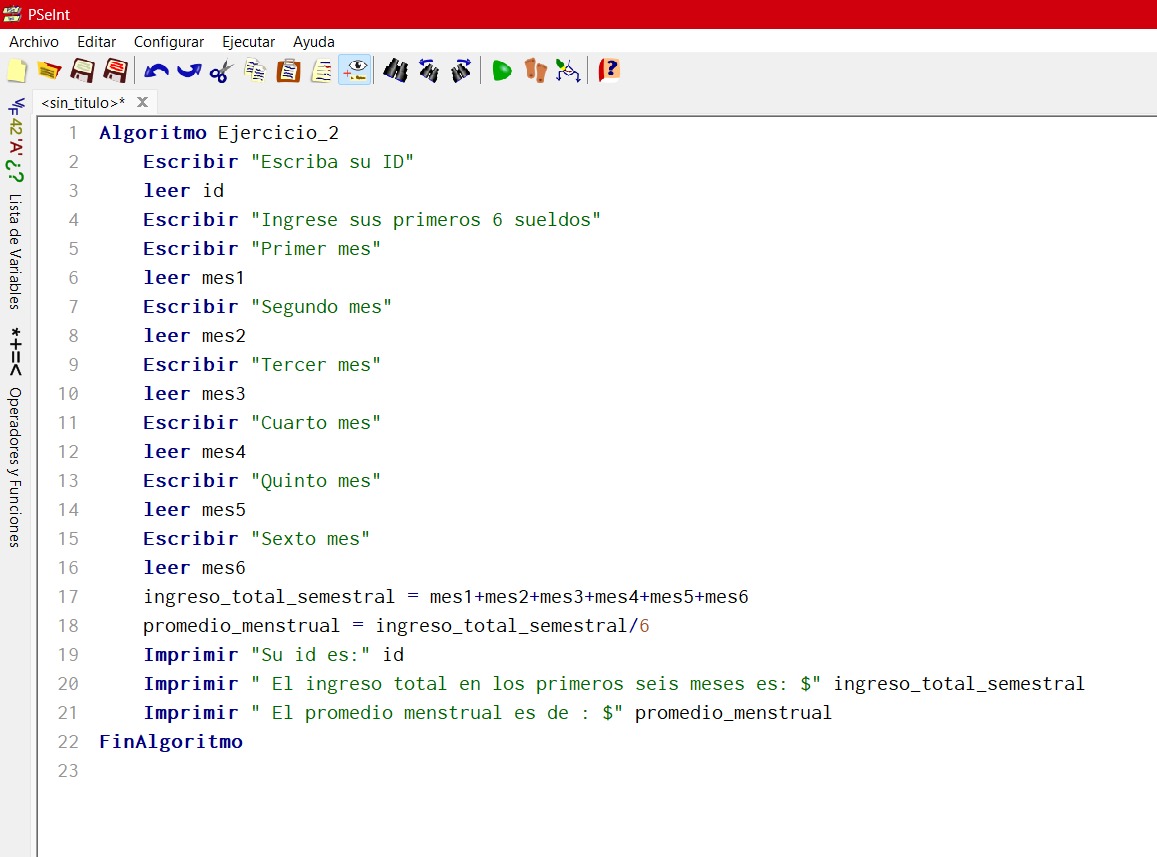 PSeInt
Archivo Editar Configurar Ejecutar Ayuda
<sin_titulo>* X
1 Algoritmo Ejercicio_2
2 Escribir "Escriba su ID"
3 leer id
4 Escribir "Ingrese sus primeros 6 sueldos"
5 Escribir "Primer mes"
6 leer mes1
7 Escribir "Segundo mes"
8 leer mes2
9 Escribir "Tercer mes"
10 leer mes3
11 Escribir "Cuarto mes"
12 leer mes4
13 Escribir "Quinto mes"
14 leer mes5
15 Escribir "Sexto mes"
16 leer mes6
17 ingreso_total_semestral = mes1+mes2+mes3+mes4+mes5+mes6
18 promedio_menstrual = ingreso_total_semestral/6
19 Imprimir "Su id es:" id
20 Imprimir " El ingreso total en los primeros seis meses es: $" ingreso_total_semestral
21 Imprimir " El promedio menstrual es de : $" promedio_menstrual
22 FinAlgoritmo
23
VF 42 'A' ¿?
Lista de Variables
*+=<
Operadores y Funciones